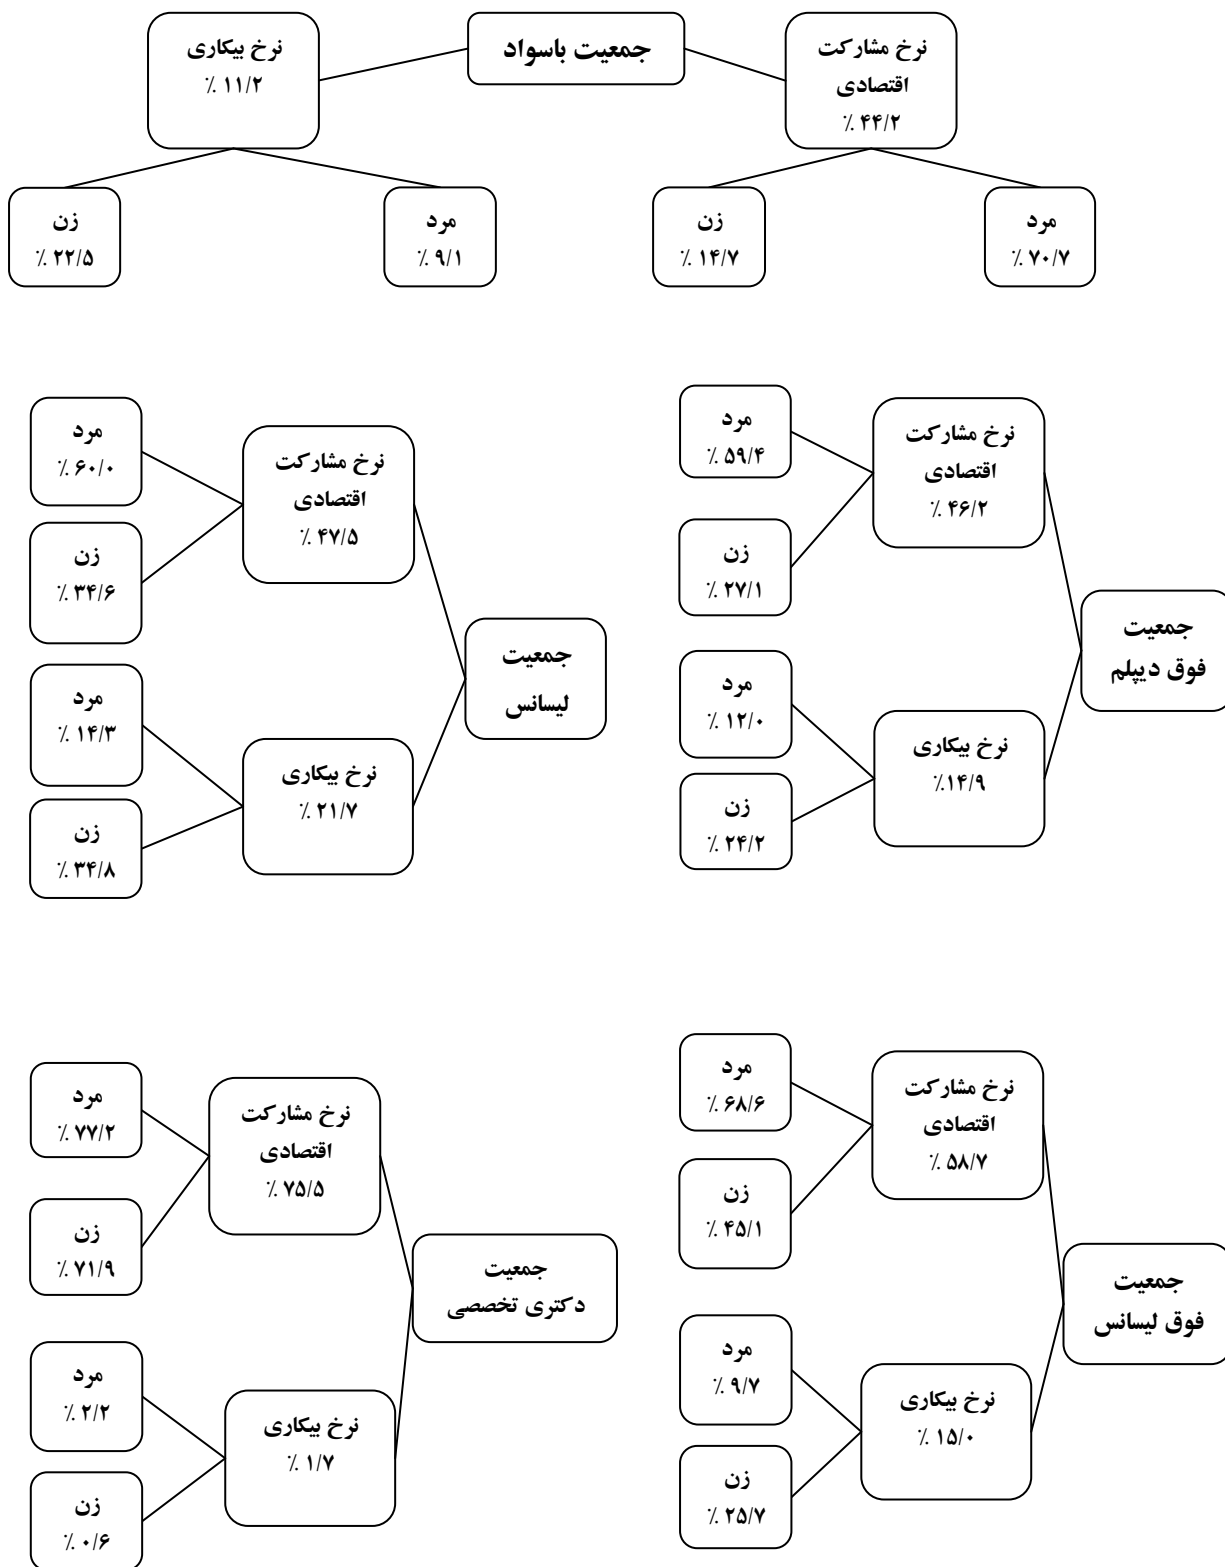 جمعیت باسواد
نرخ مشارکت
اقتصادی
٪ ۴۴/۲
مرد
٪ ۷۰/۷
زن
٪ ۱۴/۷
نرخ بیکاری
٪ ۱۱/۲
مرد
٪ ۹/۱
زن
٪ ۲۲/۵
جمعیت
فوق دیپلم
نرخ مشارکت
اقتصادی
٪ ۴۶/۲
مرد
٪ ۵۹/۴
زن
٪ ۲۷/۱
نرخ بیکاری
٪۱۴/۹
مرد
٪ ۱۲/۰
زن
٪ ۲۴/۲
جمعیت
لیسانس
نرخ مشارکت
اقتصادی
٪ ۴۷/۵
مرد
٪ ۶۰/۰
زن
٪ ۳۴/۶
نرخ بیکاری
٪ ۲۱/۷
مرد
٪ ۱۴/۳
زن
٪ ۳۴/۸
جمعیت
فوق لیسانس
نرخ مشارکت
اقتصادی
٪ ۵۸/۷
مرد
٪ ۶۸/۶
زن
٪ ۴۵/۱
نرخ بیکاری
٪ ۱۵/۰
مرد
٪ ۹/۷
زن
٪ ۲۵/۷
جمعیت
دکتری تخصصی
نرخ مشارکت
اقتصادی
٪ ۷۵/۵
مرد
٪ ۷۷/۲
زن
٪ ۷۱/۹
نرخ بیکاری
٪ ۱/۷
مرد
٪ ۲/۲
زن
٪ ۰/۶